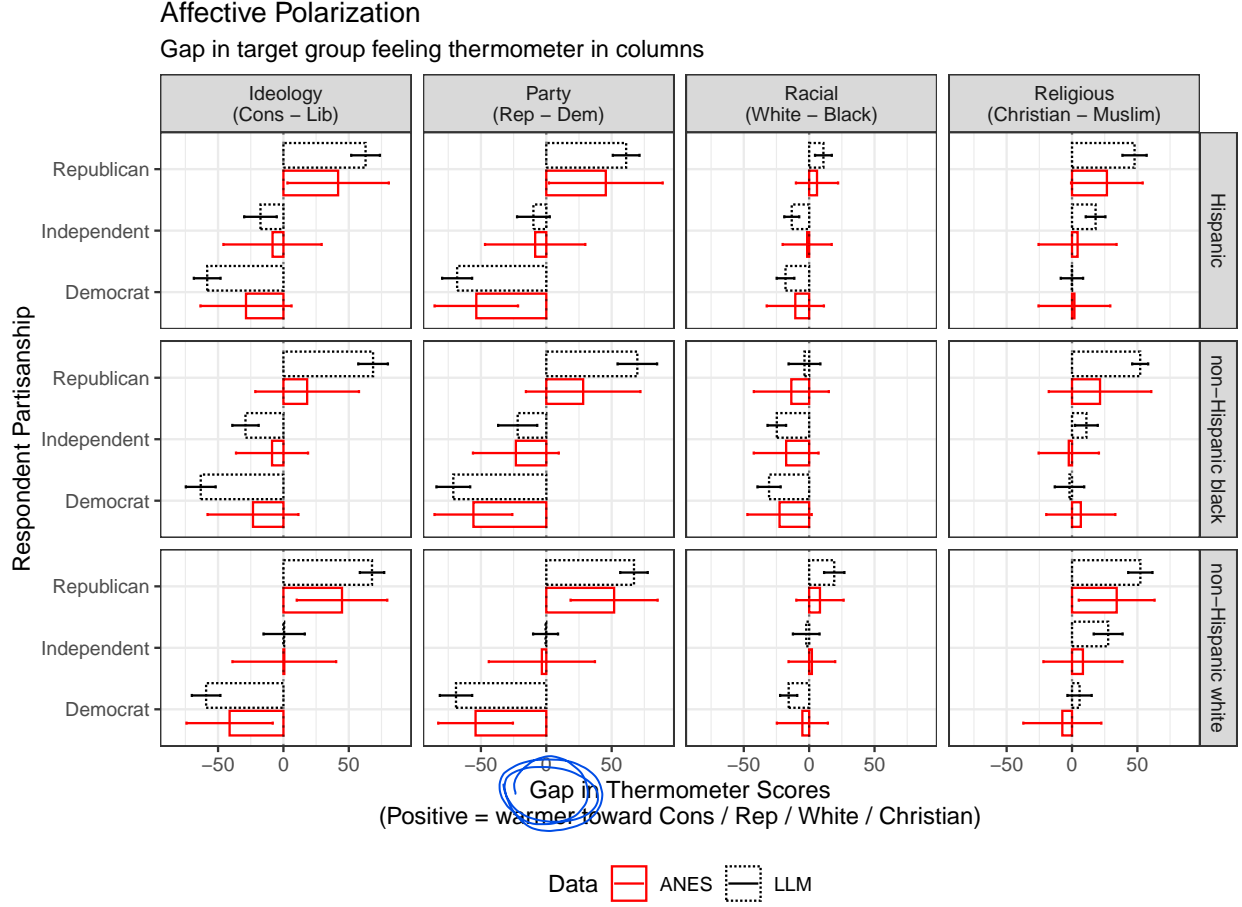 Affective Polarization
Gap in target group feeling thermometer in columns
Ideology
(Cons − Lib)
Party
(Rep − Dem)
Racial
(White − Black)
Religious
(Christian − Muslim)
Respondent Partisanship
Republican
Independent
Democrat
Hispanic
Republican
Independent
Democrat
non−Hispanic black
Republican
Independent
Democrat
non−Hispanic white
−50 0 50 −50 0 50 −50 0 50 −50 0 50
Gap in Thermometer Scores
(Positive = warmer toward Cons / Rep / White / Christian)
Data ANES LLM